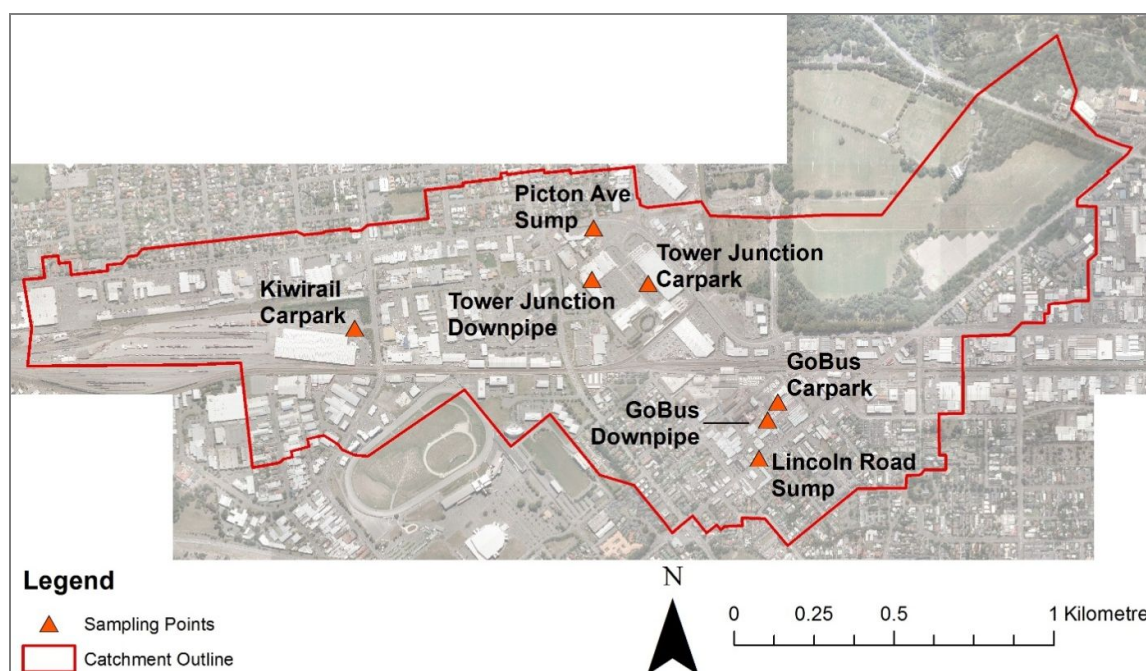 Picton Ave
Sump
Tower Junction
Carpark
Kiwirail
Carpark
Tower Junction
Downpipe
GoBus
Carpark
GoBus
Downpipe
Lincoln Road
Sump
Legend
Sampling Points
Catchment Outline
N
0 0.25 0.5 1 Kilometre